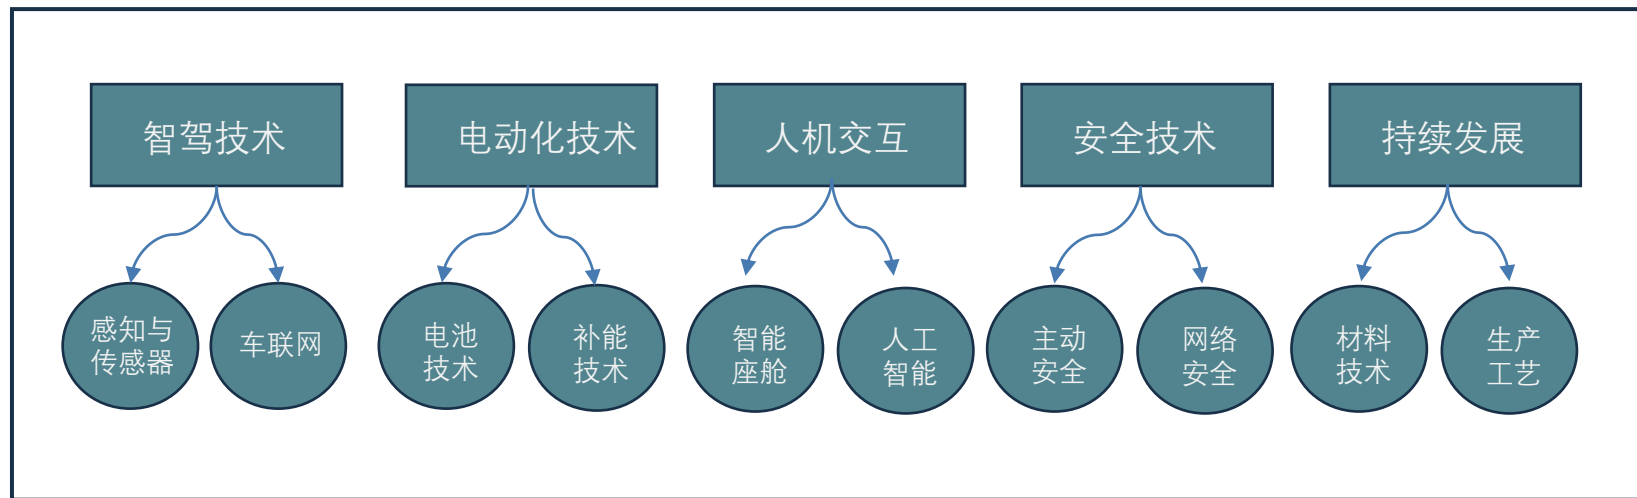 智驾技术
电动化技术
人机交互
安全技术
持续发展
感知与
传感器
车联网
电池
技术
补能
技术
智能
座舱
人工
智能
主动
安全
网络
安全
材料
技术
生产
工艺